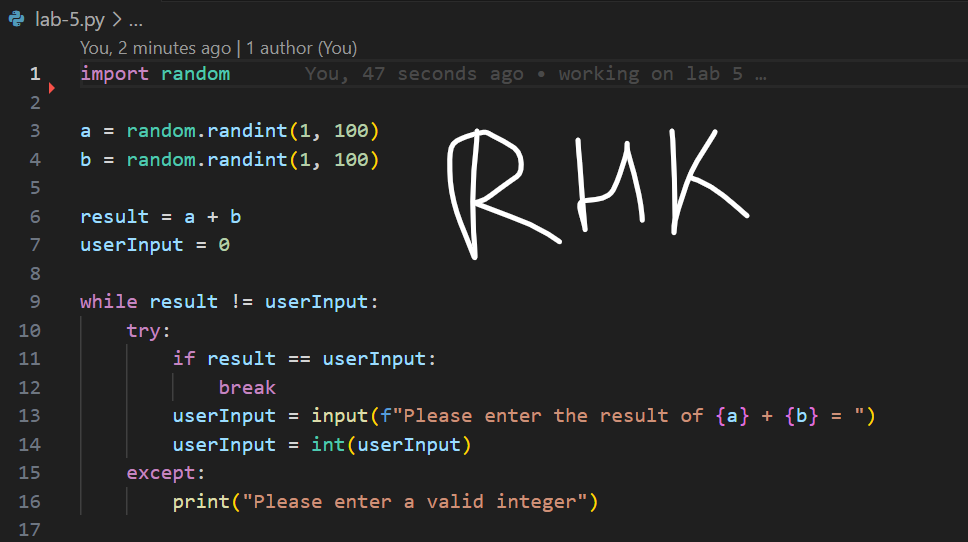 lab-5.py > ...
You, 2 minutes ago | 1 author (You)
1 import random You, 47 seconds ago • working on lab 5 …
2
3 a = random.randint(1, 100)
4 b = random.randint(1, 100)
5
6 result = a + b
7 userInput = 0
8
9 while result != userInput:
10 try:
11 if result == userInput:
12 break
13 userInput = input(f"Please enter the result of {a} + {b} = ")
14 userInput = int(userInput)
15 except:
16 print("Please enter a valid integer")
17
RHK